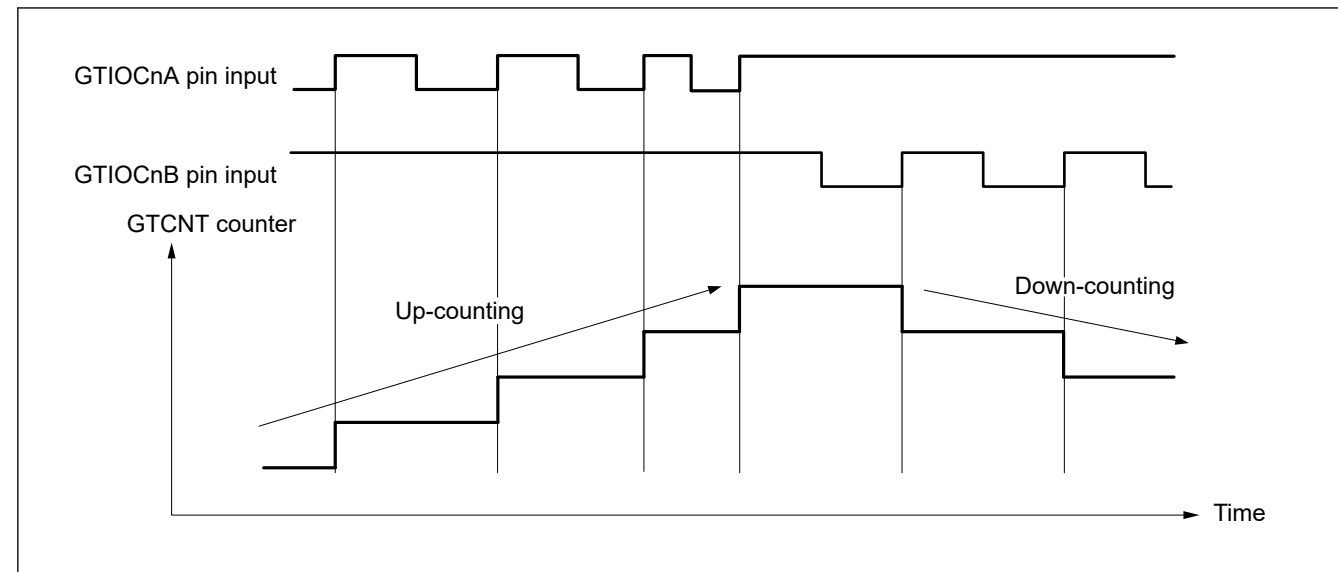 GTIOCnA pin input
GTIOCnB pin input
GTCNT counter
Up-counting
Down-counting
Time